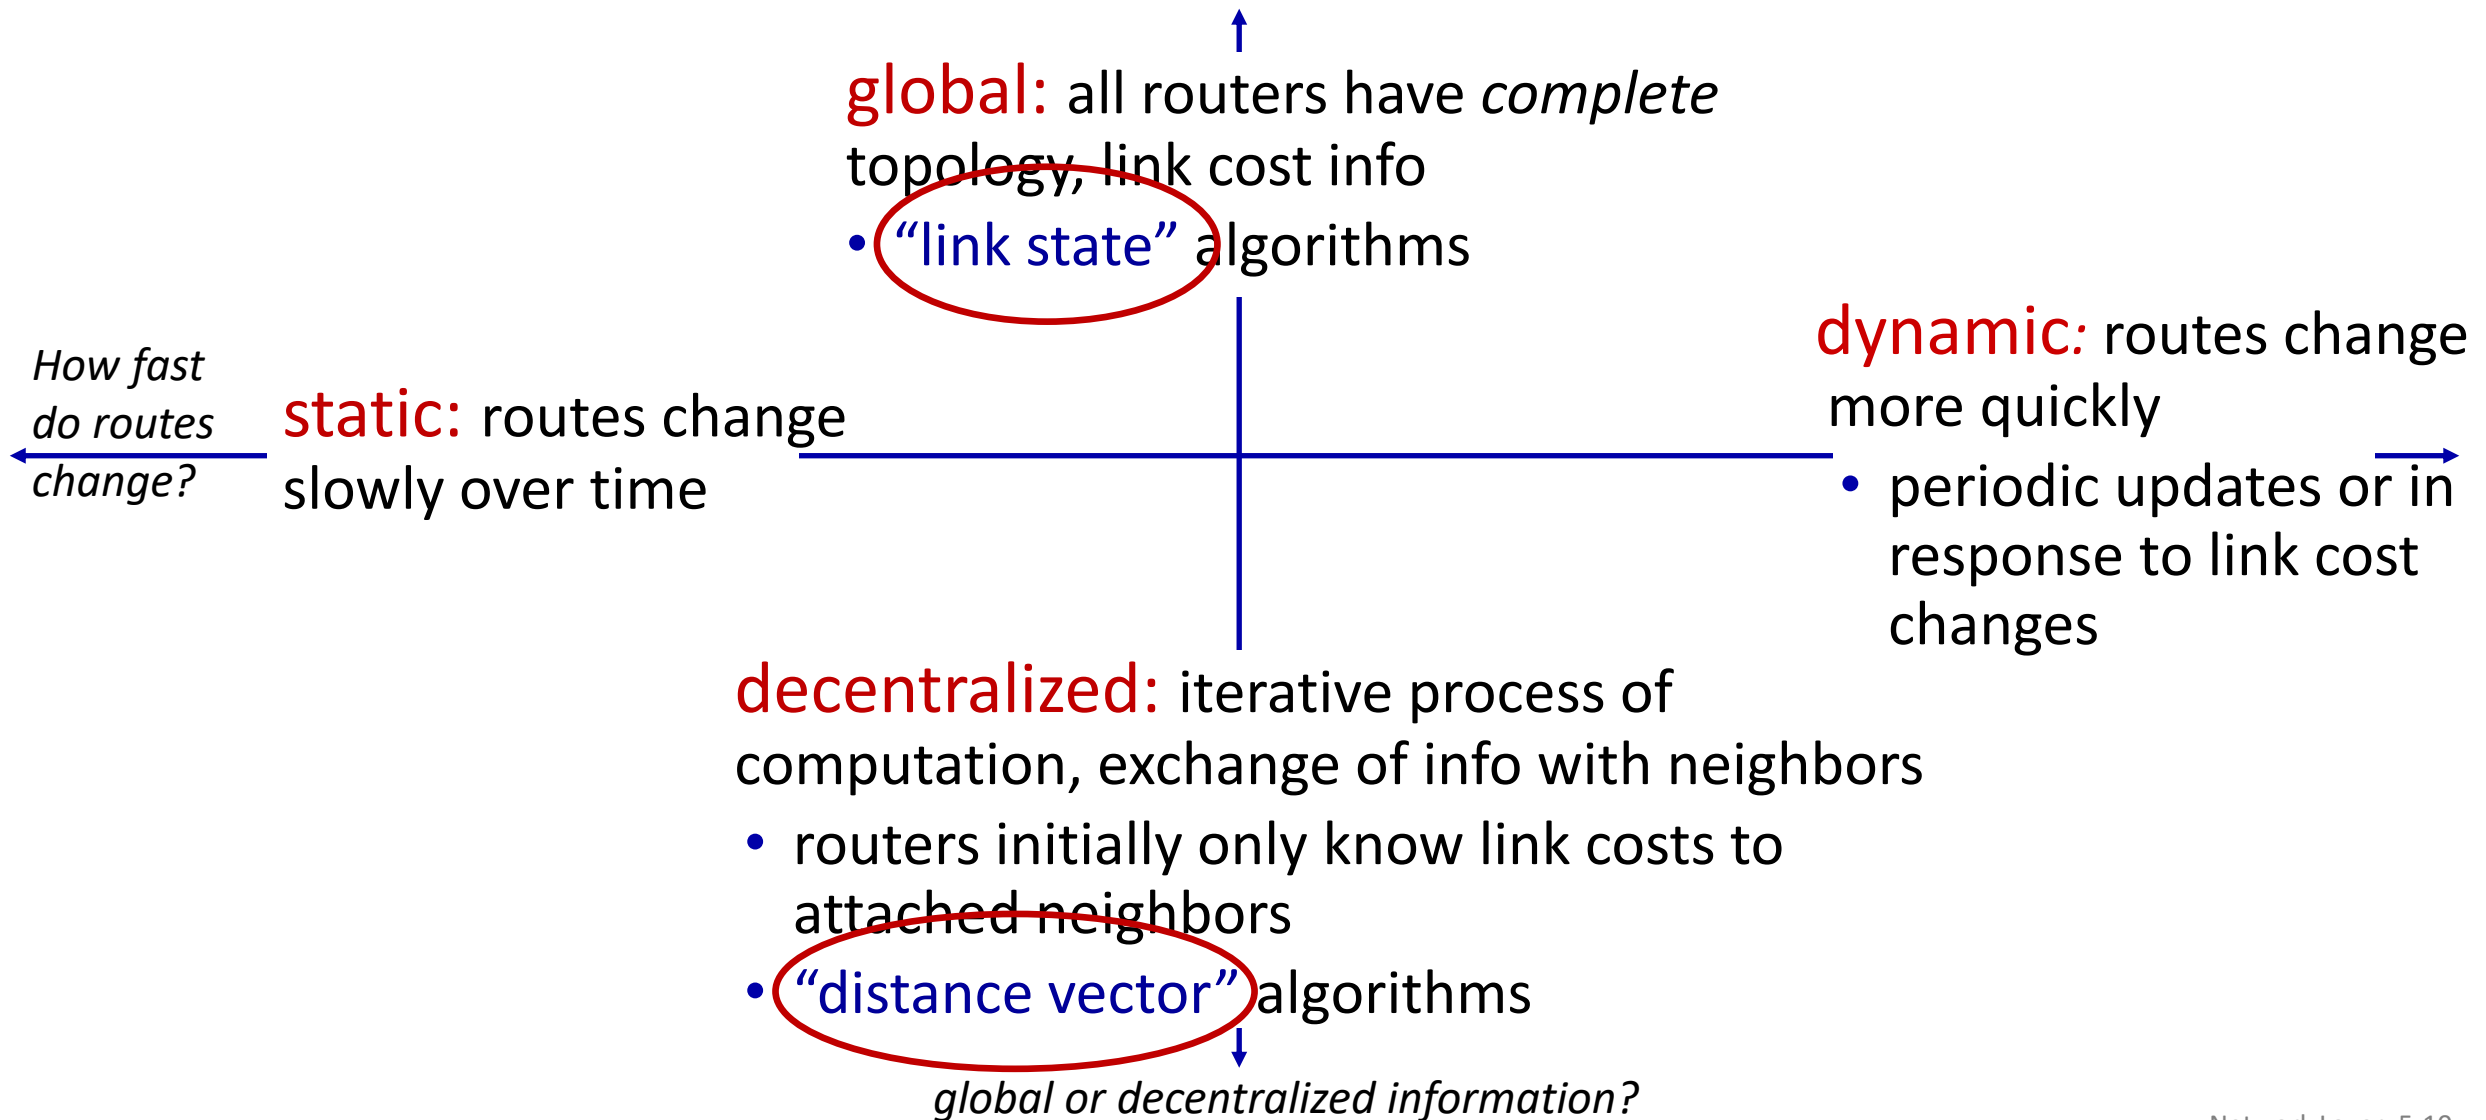 global: all routers have complete
topology, link cost info
• “link state” algorithms
How fast
do routes
change?
static: routes change
slowly over time
dynamic: routes change
more quickly
• periodic updates or in
response to link cost
changes
decentralized: iterative process of
computation, exchange of info with neighbors
• routers initially only know link costs to
attached neighbors
• “distance vector” algorithms
global or decentralized information?